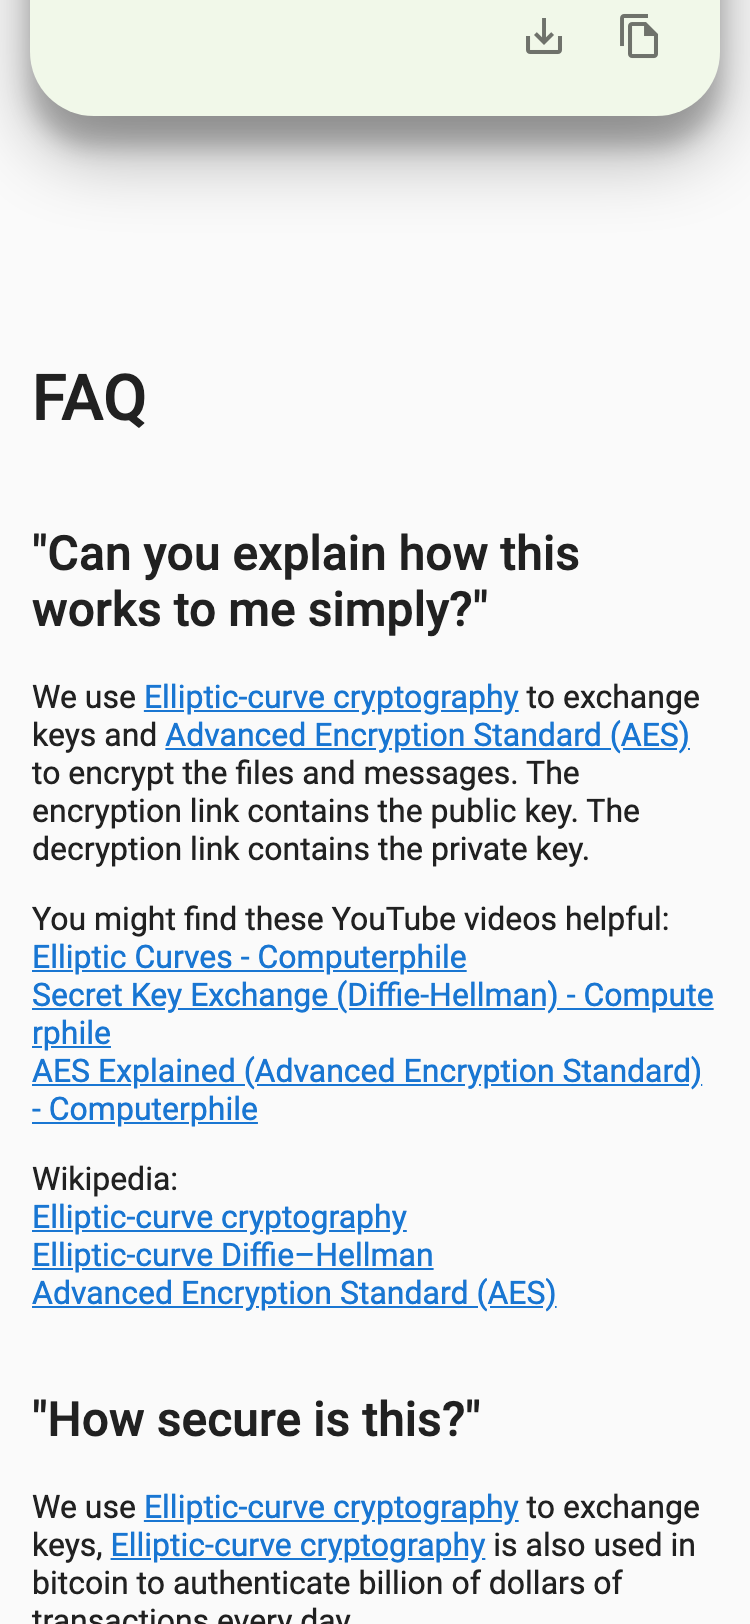 FAQ
"Can you explain how this
works to me simply?"
We use Elliptic-curve cryptography to exchange
keys and Advanced Encryption Standard (AES)
to encrypt the files and messages. The
encryption link contains the public key. The
decryption link contains the private key.
You might find these YouTube videos helpful:
Elliptic Curves - Computerphile
Secret Key Exchange (Diffie-Hellman) - Compute
rphile
AES Explained (Advanced Encryption Standard)
- Computerphile
Wikipedia:
Elliptic-curve cryptography
Elliptic-curve Diffie–Hellman
Advanced Encryption Standard (AES)
"How secure is this?"
We use Elliptic-curve cryptography to exchange
keys, Elliptic-curve cryptography is also used in
bitcoin to authenticate billion of dollars of
transactions every day